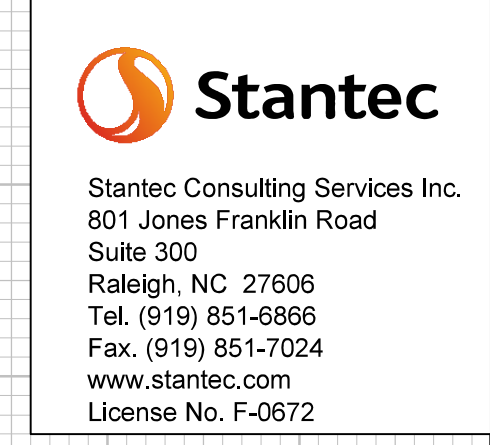 Stantec
Stantec Consulting Services Inc.
801 Jones Franklin Road
Suite 300
Raleigh, NC  27606
Tel. (919) 851-6866
Fax. (919) 851-7024
www.stantec.com
License No. F-0672